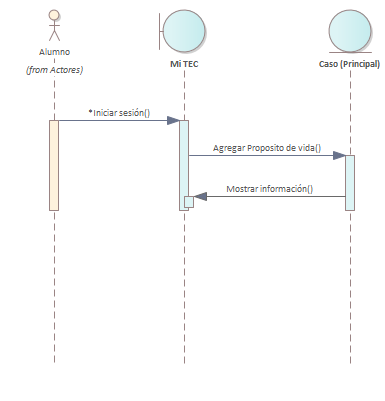 Alumno
(from Actores)
Mi TEC
Caso (Principal)
*Iniciar sesión()
Agregar Proposito de vida()
Mostrar información()